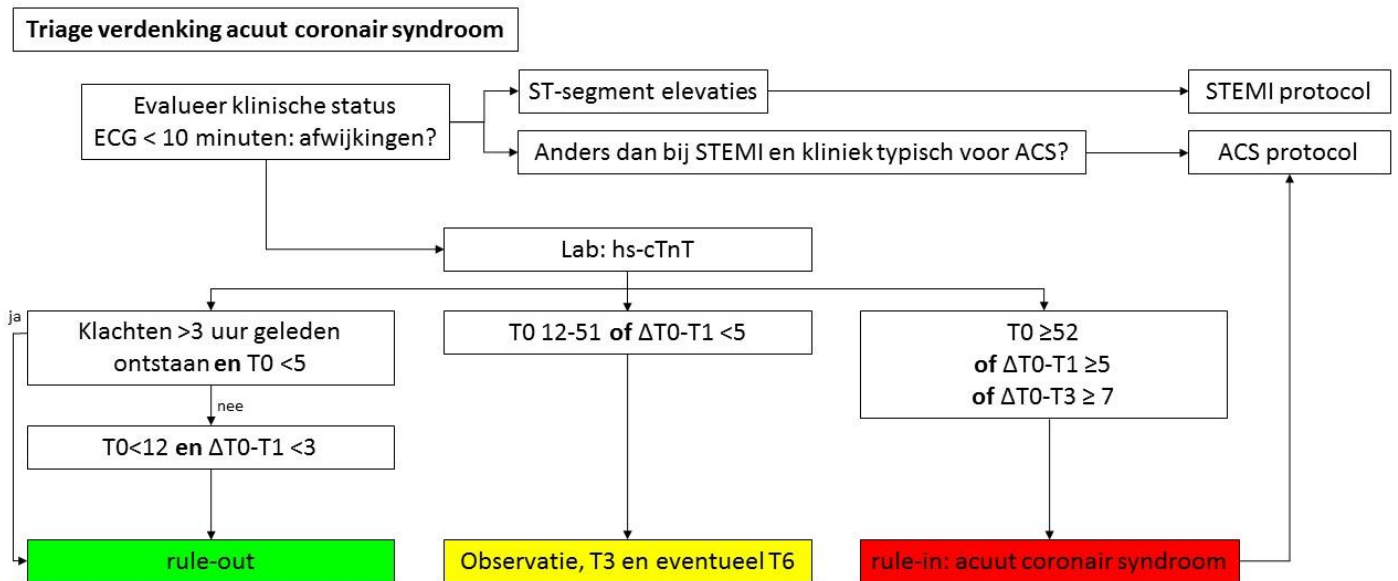 Triage verdenking acuut coronair syndroom
Evalueer klinische status
ECG < 10 minuten: afwijkingen?
ST-segment elevaties
STEMI protocol
Anders dan bij STEMI en kliniek typisch voor ACS?
ACS protocol
Lab: hs-cTnT
ja
Klachten >3 uur geleden
ontstaan en T0 <5
T0 12-51 of ΔT0-T1 <5
T0 ≥52
of ΔT0-T1 ≥5
of ΔT0-T3 ≥ 7
nee
T0<12 en ΔT0-T1 <3
rule-out
Observatie, T3 en eventueel T6
rule-in: acuut coronair syndroom